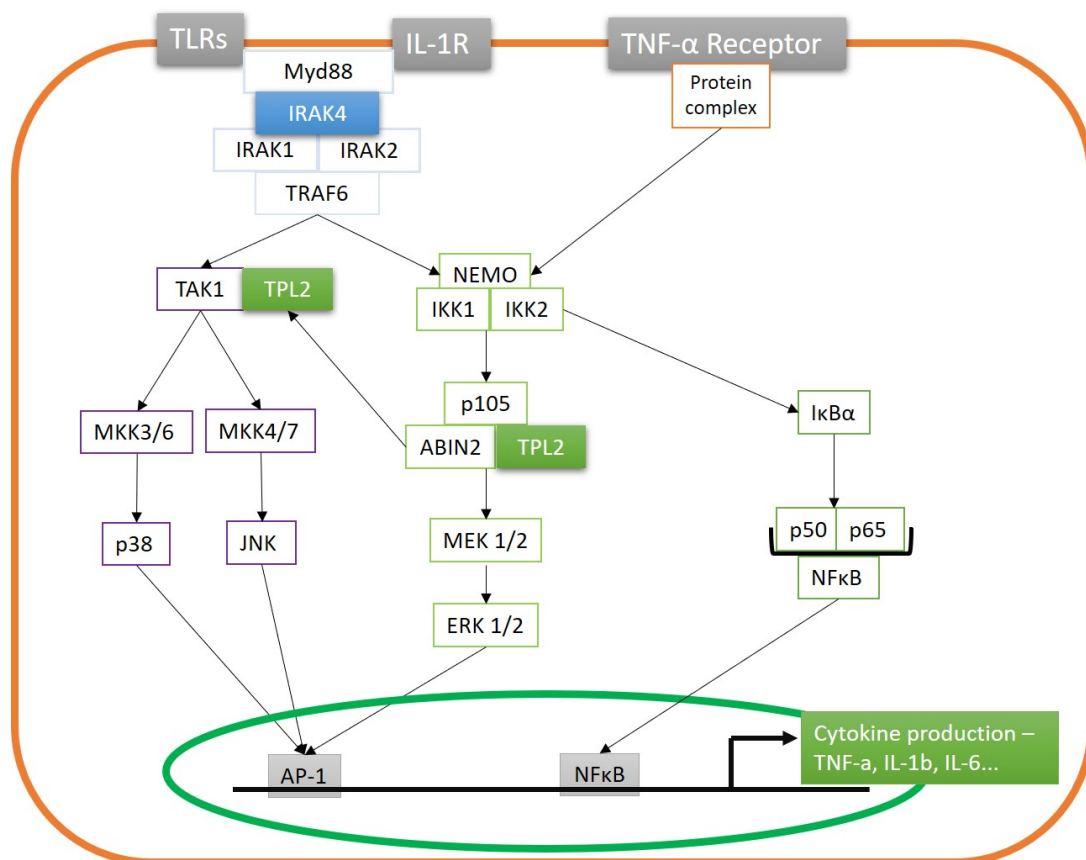 TLRs
IL-1R
TNF-α Receptor
Myd88
Protein
complex
IRAK4
IRAK1
IRAK2
TRAF6
NEMO
TAK1
TPL2
IKK1
IKK2
p105
IκBα
MKK3/6
MKK4/7
ABIN2
TPL2
p50
p65
p38
JNK
MEK 1/2
NFκB
ERK 1/2
Cytokine production –
TNF-a, IL-1b, IL-6...
AP-1
NFκB